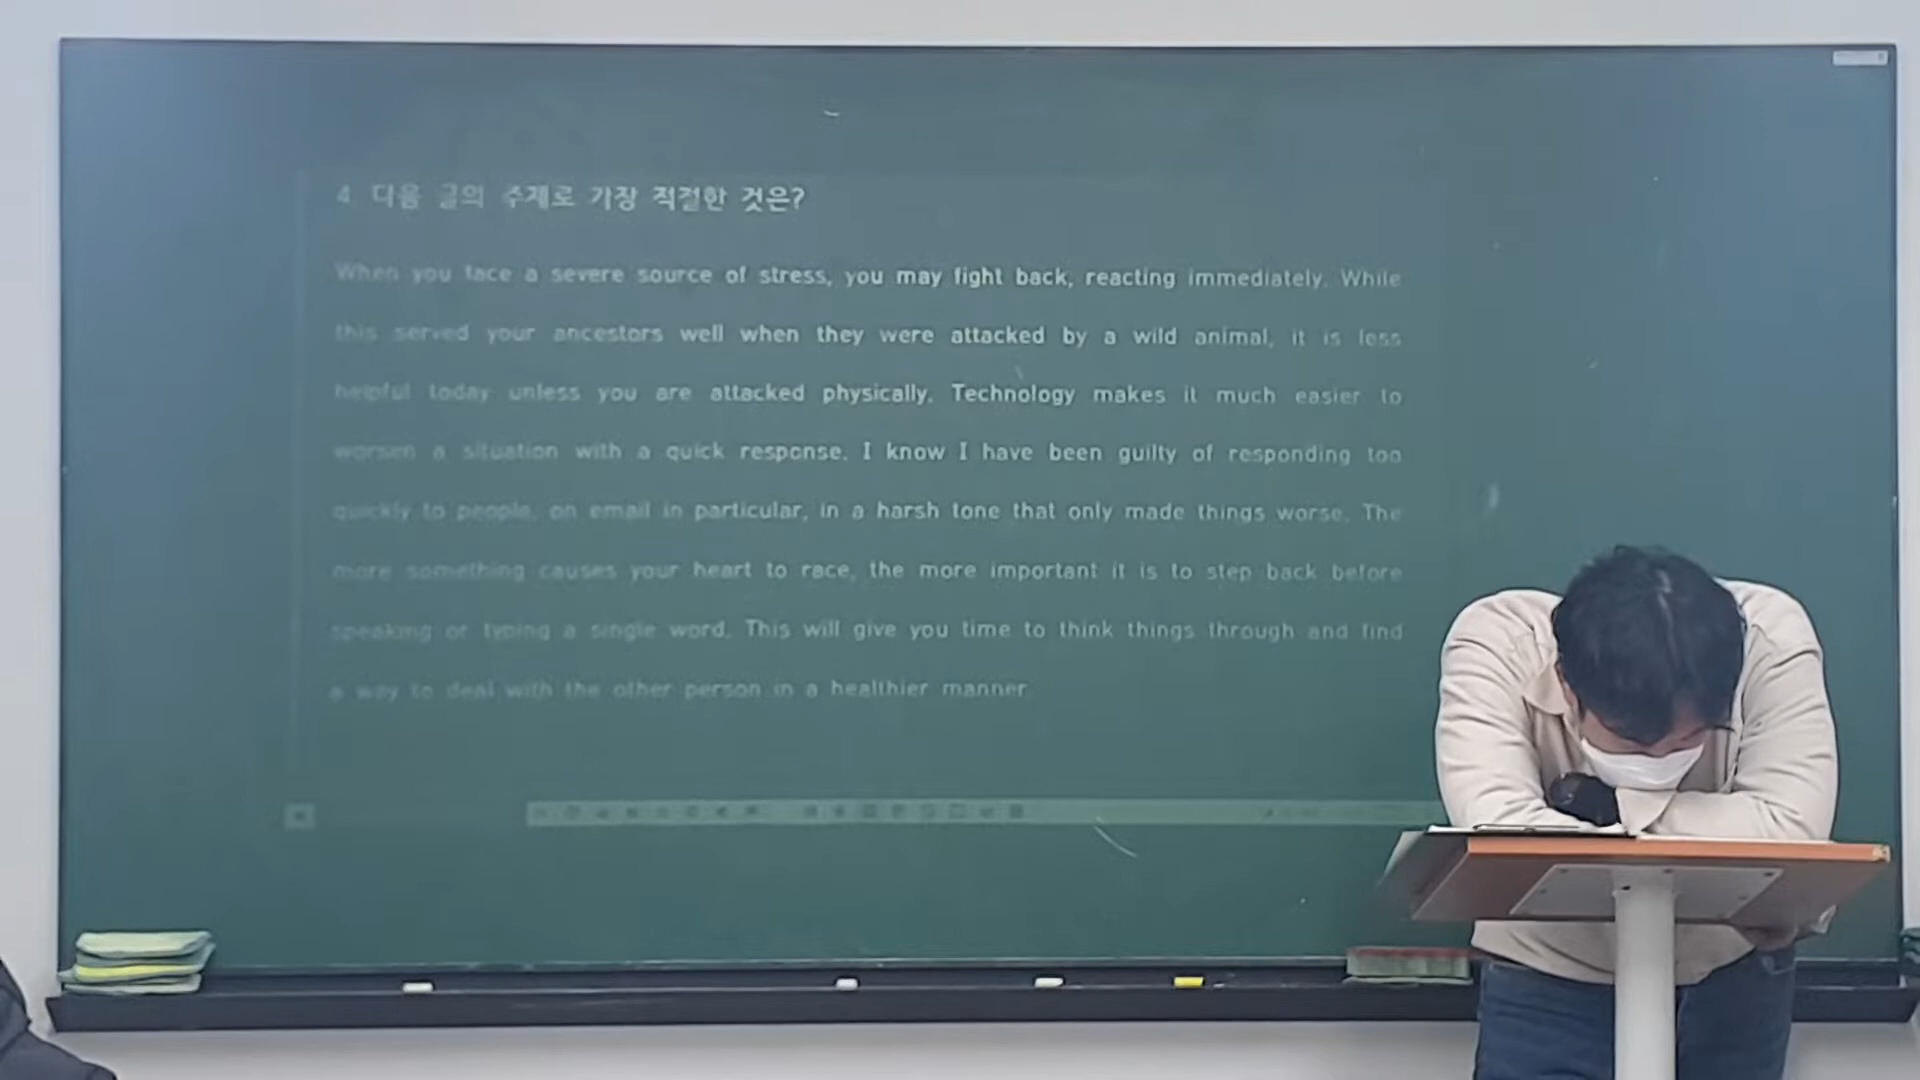 4 다음 글의 주제로 가장 적절한 것은?
When you face a severe source of stress, you may fight back, reacting immediately. While
this served your ancestors well when they were attacked by a wild animal, it is less
helpful today unless you are attacked physically. Technology makes it much easier to
worsen a situation with a quick response. I know I have been guilty of responding too
quickly to people, on email in particular, in a harsh tone that only made things worse. The
more something causes your heart to race, the more important it is to step back before
speaking or typing a single word. This will give you time to think things through and find
a way to deal with the other person in a healthier manner